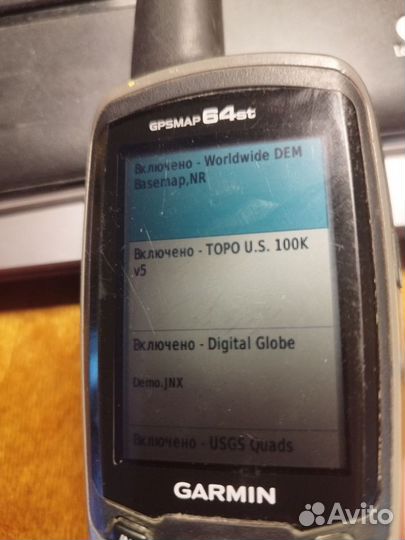 GPSMAP 64st
Включено - Worldwide DEM
Basemap,NR
Включено - TOPO U.S. 100K
v5
Включено - Digital Globe
Demo.JNX
Включено - USGS Quads
GARMIN
Avito